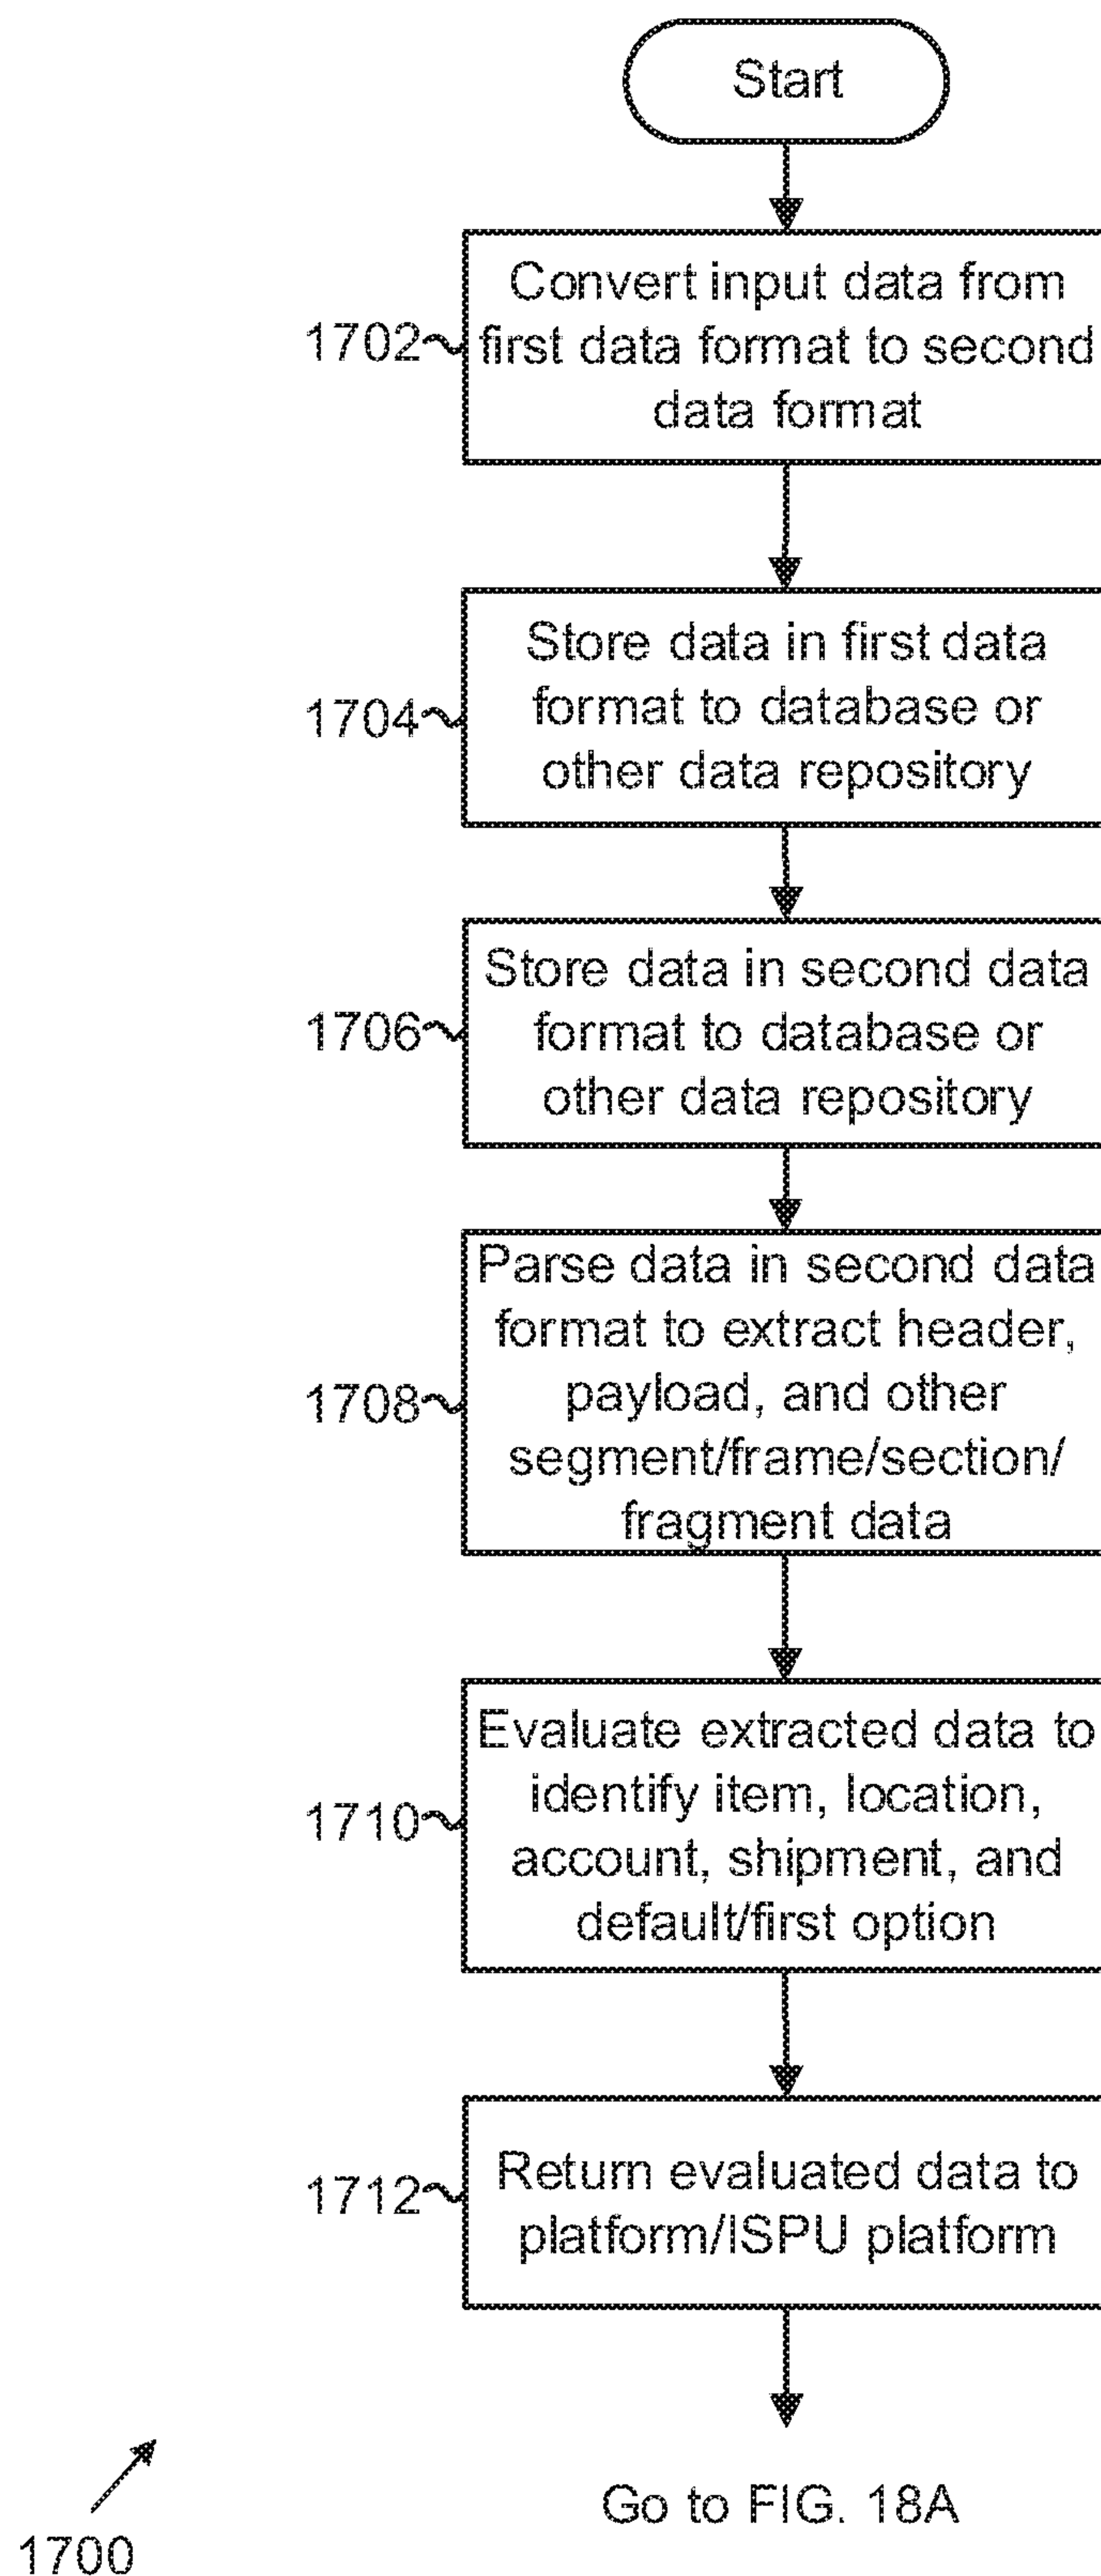 Start
Convert input data from
1702
first data format to second
data format
Store data in first data
1704
format to database or
other data repository
Store data in second data
1706
format to database or
other data repository
Parse data in second data
format to extract header,
1708
payload, and other
segment/frame/section/
fragment data
Evaluate extracted data to
identify item, location,
1710
account, shipment, and
default/first option
1712
Return evaluated data to
platform/ISPU platform
Go to FIG. 18A
1700